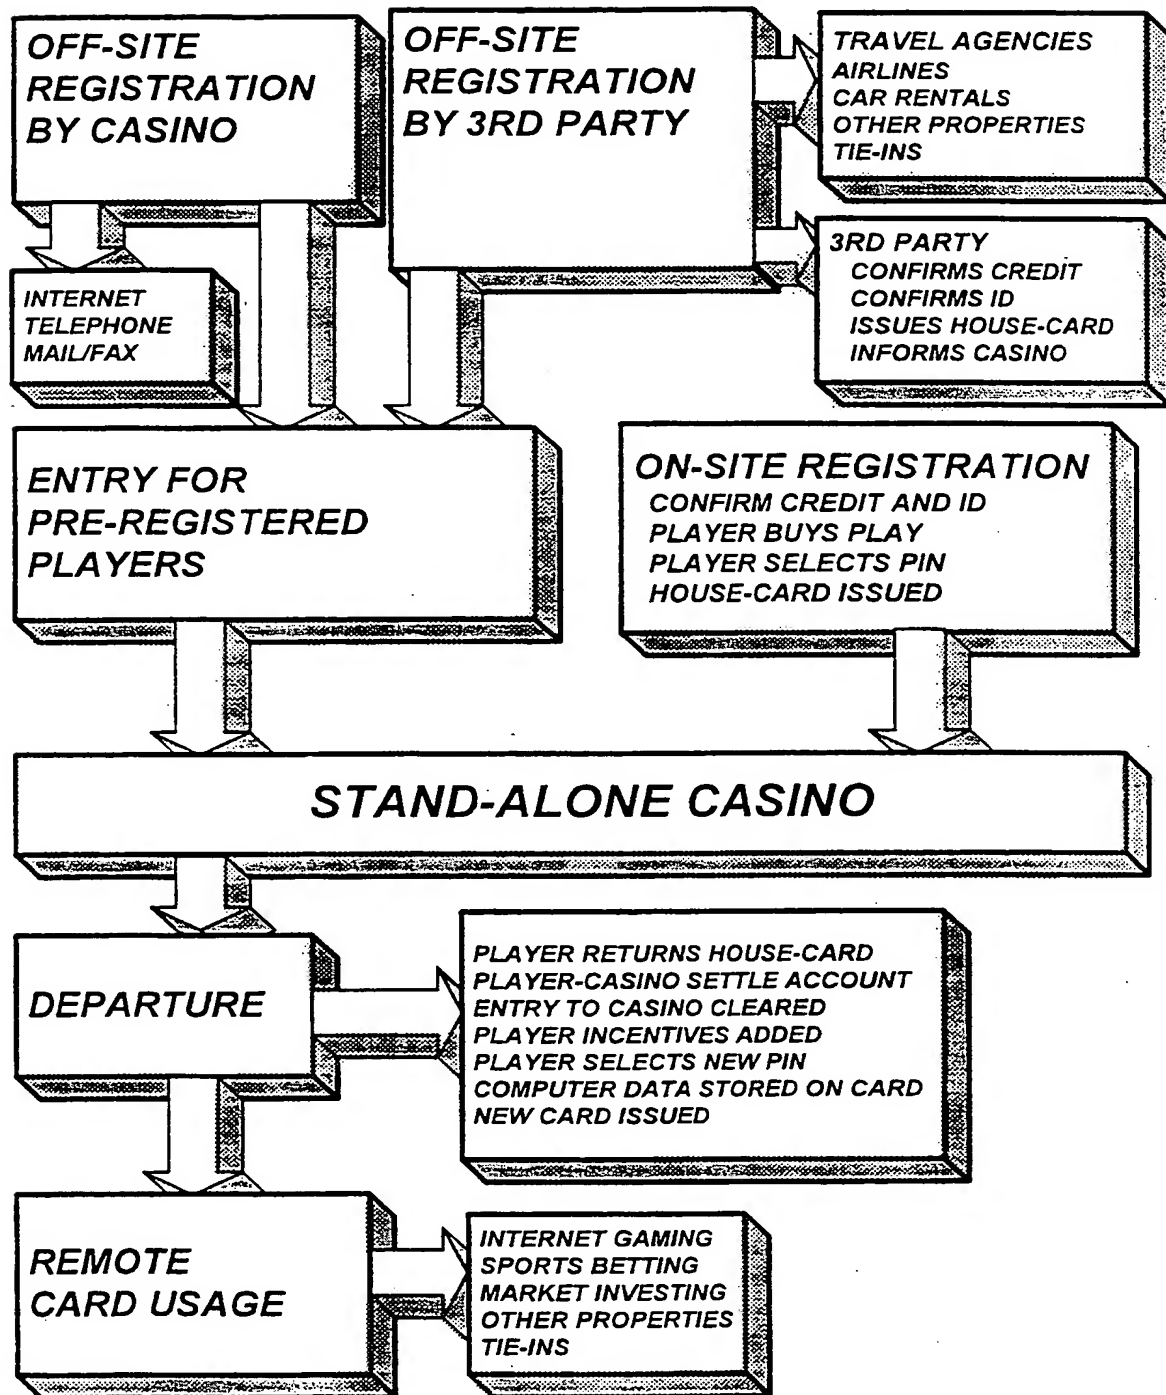 OFF-SITE
REGISTRATION
BY CASINO
OFF-SITE
REGISTRATION
BY 3RD PARTY
TRAVEL AGENCIES
AIRLINES
CAR RENTALS
OTHER PROPERTIES
TIE-INS
3RD PARTY
CONFIRMS CREDIT
CONFIRMS ID
ISSUES HOUSE-CARD
INFORMS CASINO
INTERNET
TELEPHONE
MAIL/FAX
ENTRY FOR
PRE-REGISTERED
PLAYERS
ON-SITE REGISTRATION
CONFIRM CREDIT AND ID
PLAYER BUYS PLAY
PLAYER SELECTS PIN
HOUSE-CARD ISSUED
STAND-ALONE CASINO
DEPARTURE
PLAYER RETURNS HOUSE-CARD
PLAYER-CASINO SETTLE ACCOUNT
ENTRY TO CASINO CLEARED
PLAYER INCENTIVES ADDED
PLAYER SELECTS NEW PIN
COMPUTER DATA STORED ON CARD
NEW CARD ISSUED
REMOTE
CARD USAGE
INTERNET GAMING
SPORTS BETTING
MARKET INVESTING
OTHER PROPERTIES
TIE-INS